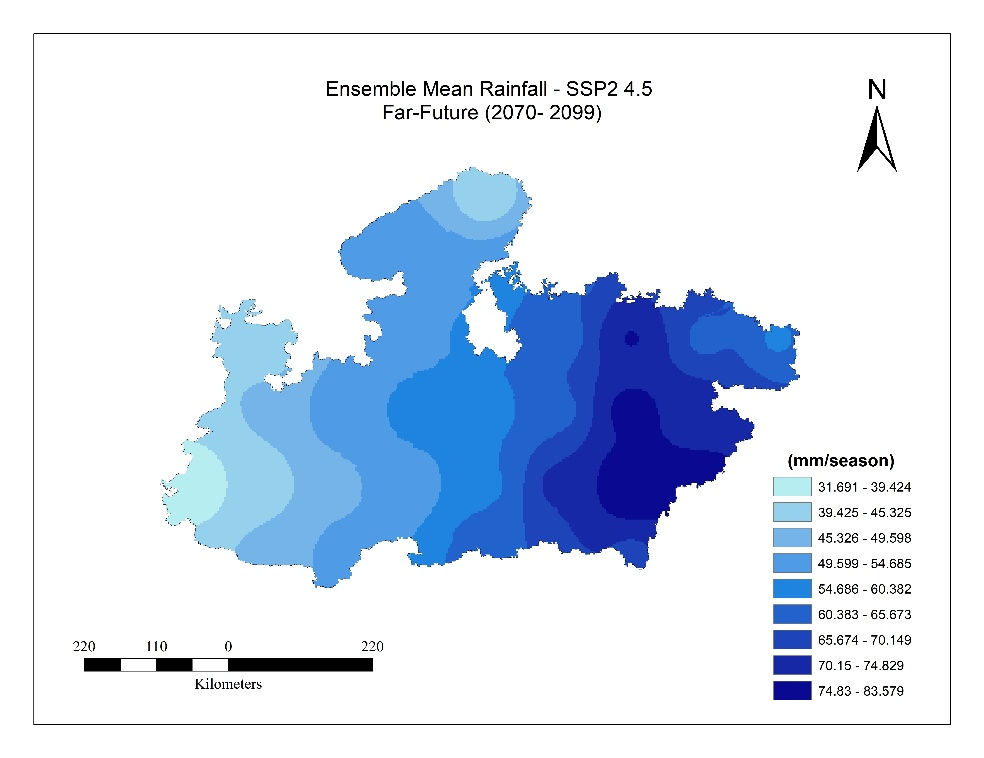 Ensemble Mean Rainfall - SSP2 4.5
Far-Future (2070- 2099)
N
(mm/season)
31.691 - 39.424
39.425 - 45.325
45.326 - 49.598
49.599 - 54.685
54.686 - 60.382
60.383 - 65.673
65.674 - 70.149
70.15 - 74.829
74.83 - 83.579
220 110 0 220
Kilometers